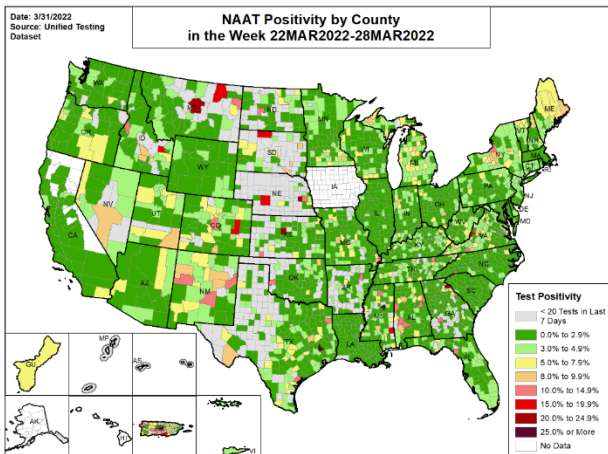 Date: 3/31/2022
Source: Unified Testing
Dataset
NAAT Positivity by County
in the Week 22MAR2022-28MAR2022
WA
OR
ID
ND
MN
WI
SD
WY
NE
IA
NV
UT
CO
CA
AZ
NM
KS
OK
TX
MO
IL
IN
OH
PA
NY
VT
NH
ME
MA
CT
RI
NJ
DE
MD
WV
VA
KY
TN
NC
SC
AR
LA
MS
AL
GA
FL
GU
MP
AS
AK
HI
VI
Test Positivity
< 20 Tests in Last
7 Days
0.0% to 2.9%
3.0% to 4.9%
5.0% to 7.9%
8.0% to 9.9%
10.0% to 14.9%
15.0% to 19.9%
20.0% to 24.9%
25.0% or More
No Data